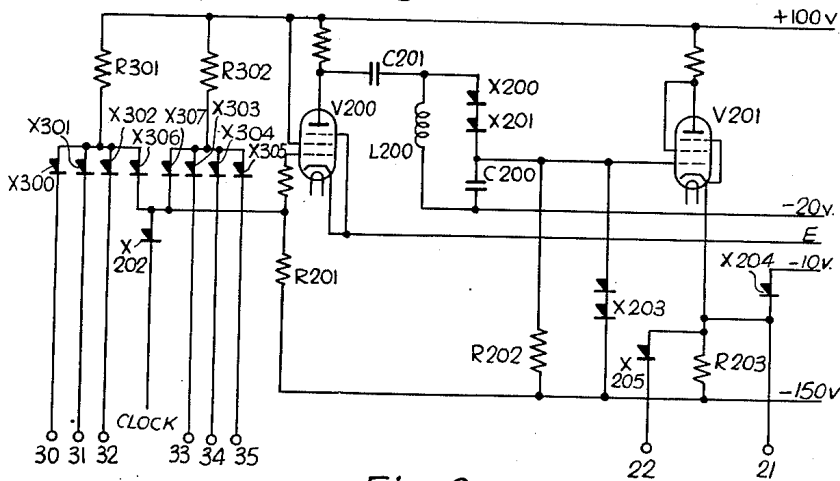 +100v
R301
R302
C201
V200
X200
X201
V201
X301
X302
X306
X307
X303
X304
X305
X300
L200
C200
-20v.
E
X
202
R201
X204
-10v.
X203
R202
X
205
R203
-150v
CLOCK
30
31
32
33
34
35
22
21